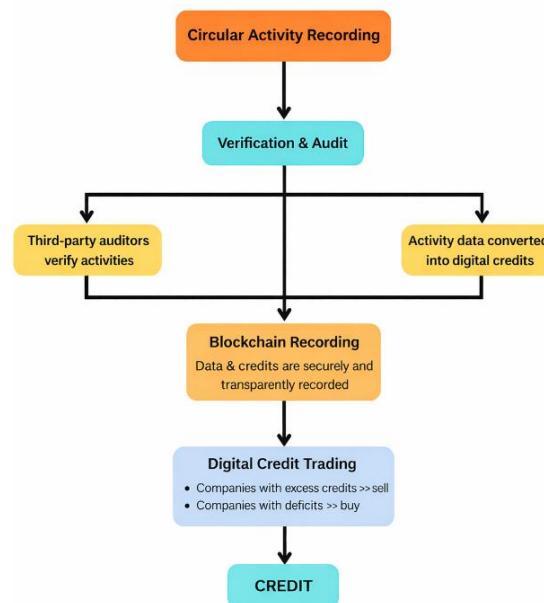 Circular Activity Recording
Verification & Audit
Third-party auditors
verify activities
Activity data converted
into digital credits
Blockchain Recording
Data & credits are securely and
transparently recorded
Digital Credit Trading
• Companies with excess credits >> sell
• Companies with deficits >> buy
CREDIT